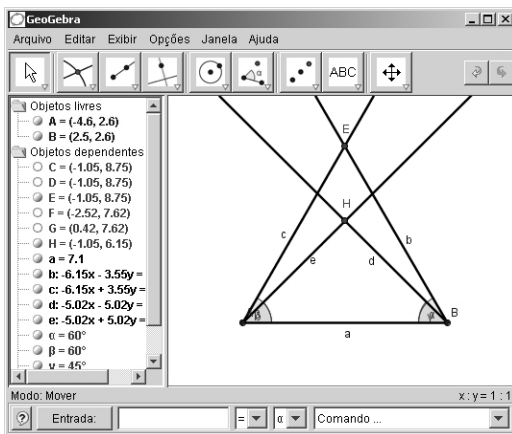 GeoGebra
Arquivo Editar Exibir Opções Janela Ajuda
ABC
Objetos livres
A = (-4.6, 2.6)
B = (2.5, 2.6)
Objetos dependentes
C = (-1.05, 8.75)
D = (-1.05, 8.75)
E = (-1.05, 8.75)
F = (-2.52, 7.62)
G = (0.42, 7.62)
H = (-1.05, 6.15)
a = 7.1
b: -6.15x - 3.55y =
c: -6.15x + 3.55y =
d: -5.02x - 5.02y =
e: -5.02x + 5.02y =
α = 60°
β = 60°
γ = 45°
E
H
c
b
e
d
β
α
B
a
Modo: Mover
x : y = 1 : 1
? Entrada: = α Comando ...